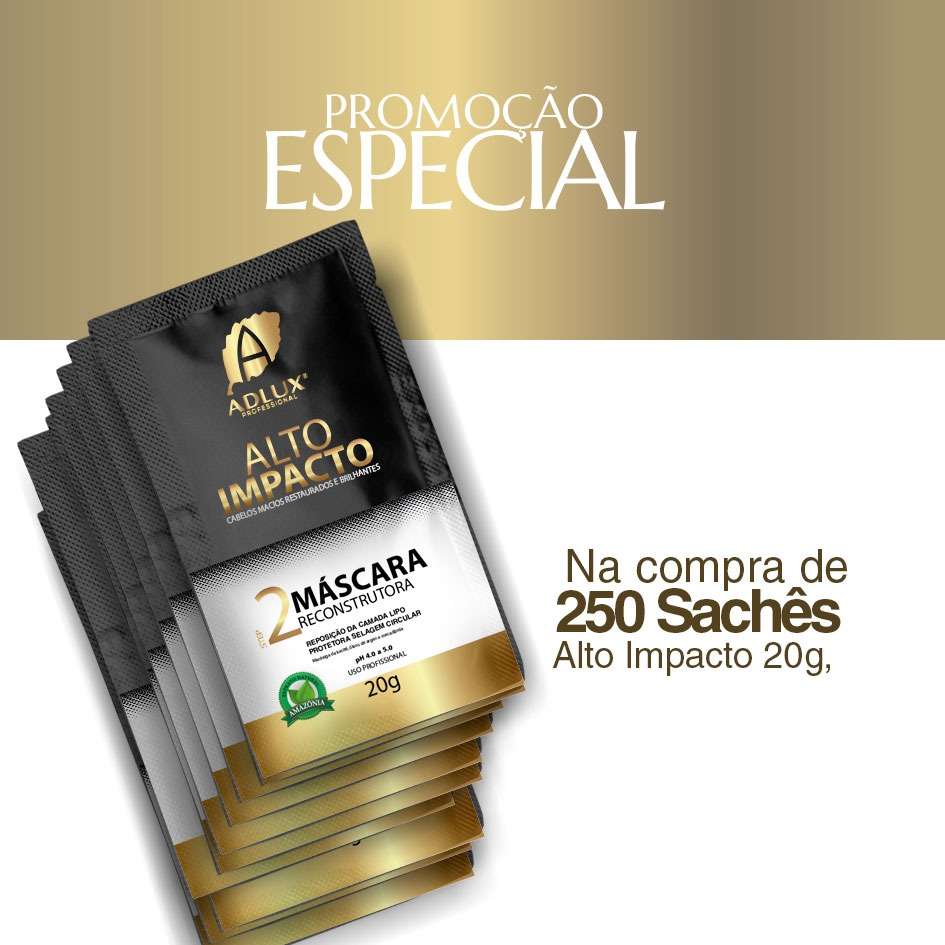 PROMOÇÃO
ESPECIAL
A
ADLUX®
PROFESSIONAL
ALTO
IMPACTO
CABELOS MACIOS RESTAURADOS E BRILHANTES
STEP
2
MÁSCARA
RECONSTRUTORA
REPOSIÇÃO DA CAMADA LIPO
PROTETORA SELAGEM CIRCULAR
pH 4.0 a 5.0
USO PROFISSIONAL
20g
AMAZÔNIA
Na compra de
250 Sachês
Alto Impacto 20g,